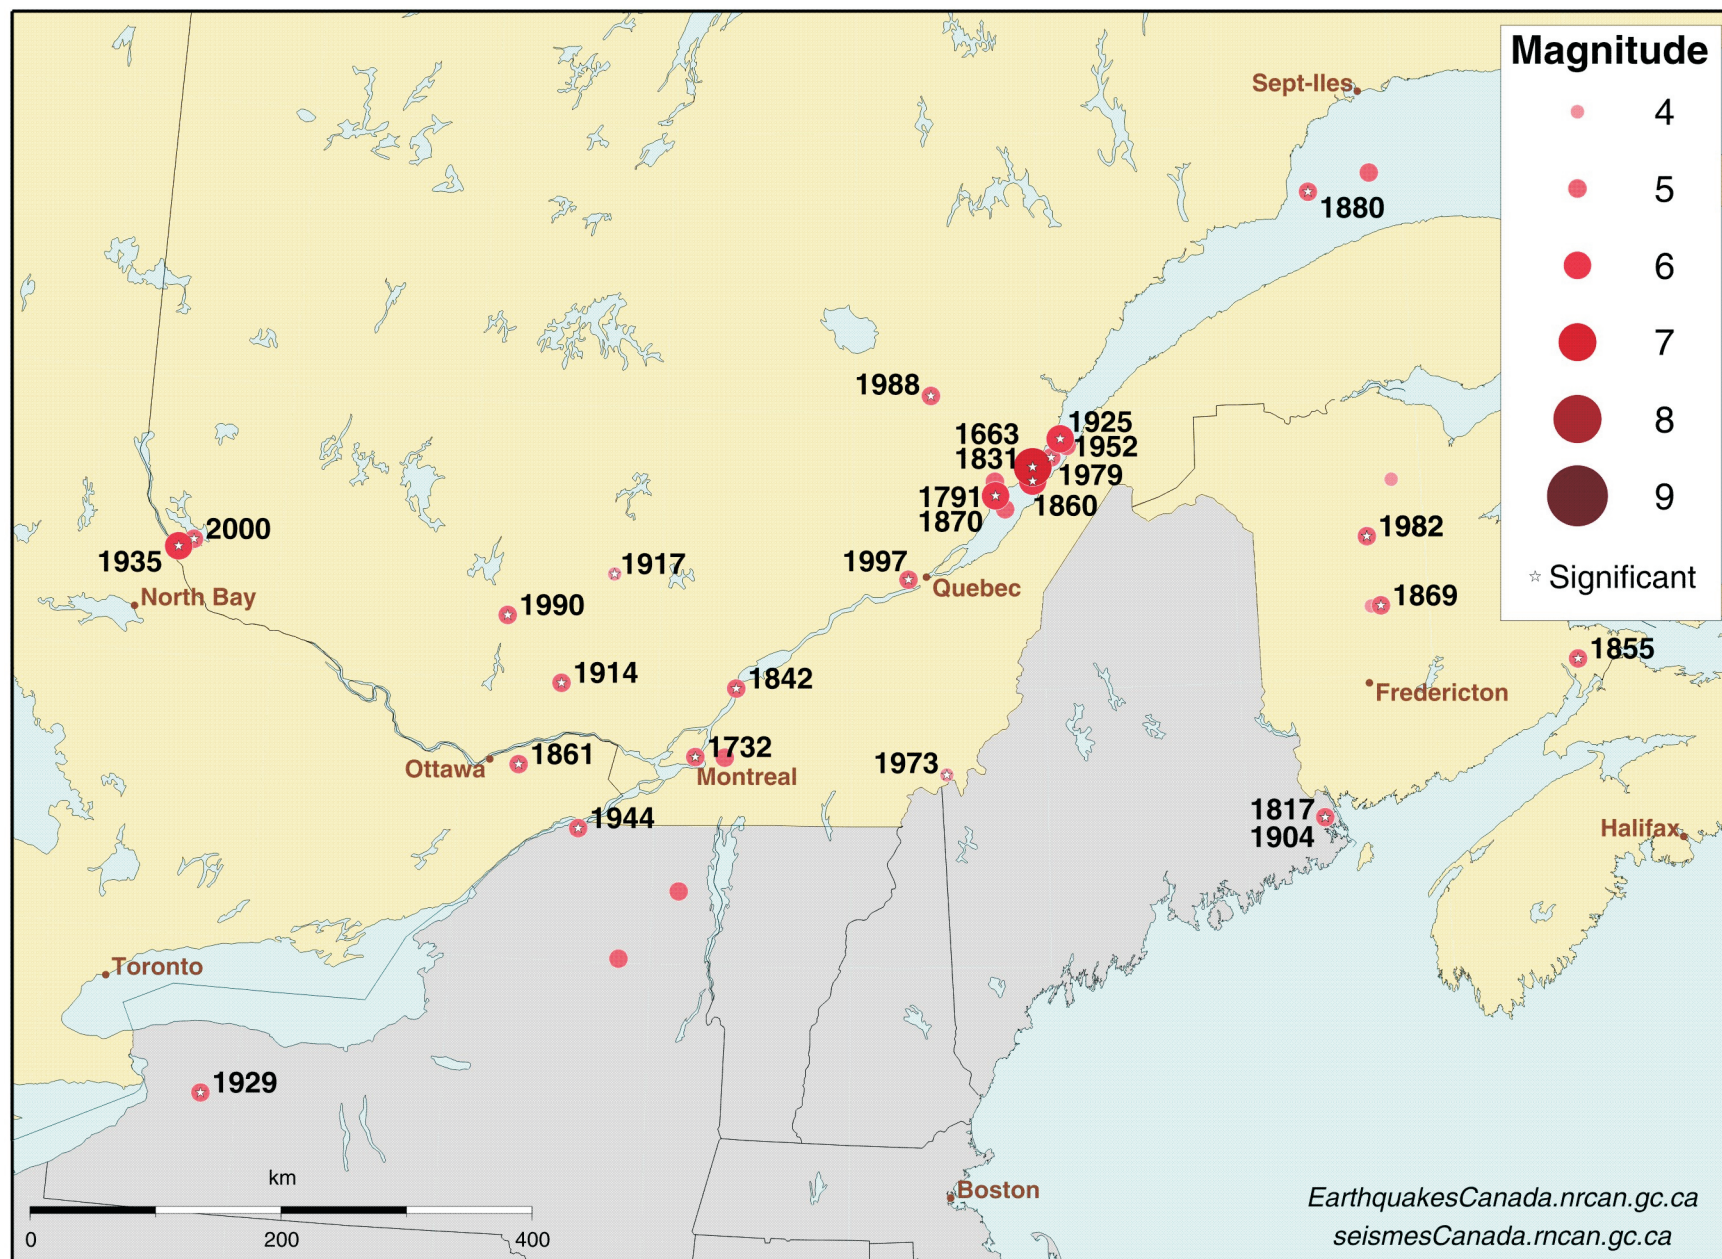 Magnitude
4
5
6
7
8
9
Significant
Sept-Iles
1880
1988
1925
1663
1952
1831
1979
1791
1860
1870
1982
2000
1935
1917
1997
Quebec
North Bay
1990
1869
1855
1914
1842
Fredericton
1732
1861
Ottawa
Montreal
1973
1944
1817
1904
Halifax
Toronto
1929
km
0 200 400
Boston
EarthquakesCanada.nrcan.gc.ca
seismesCanada.rncan.gc.ca